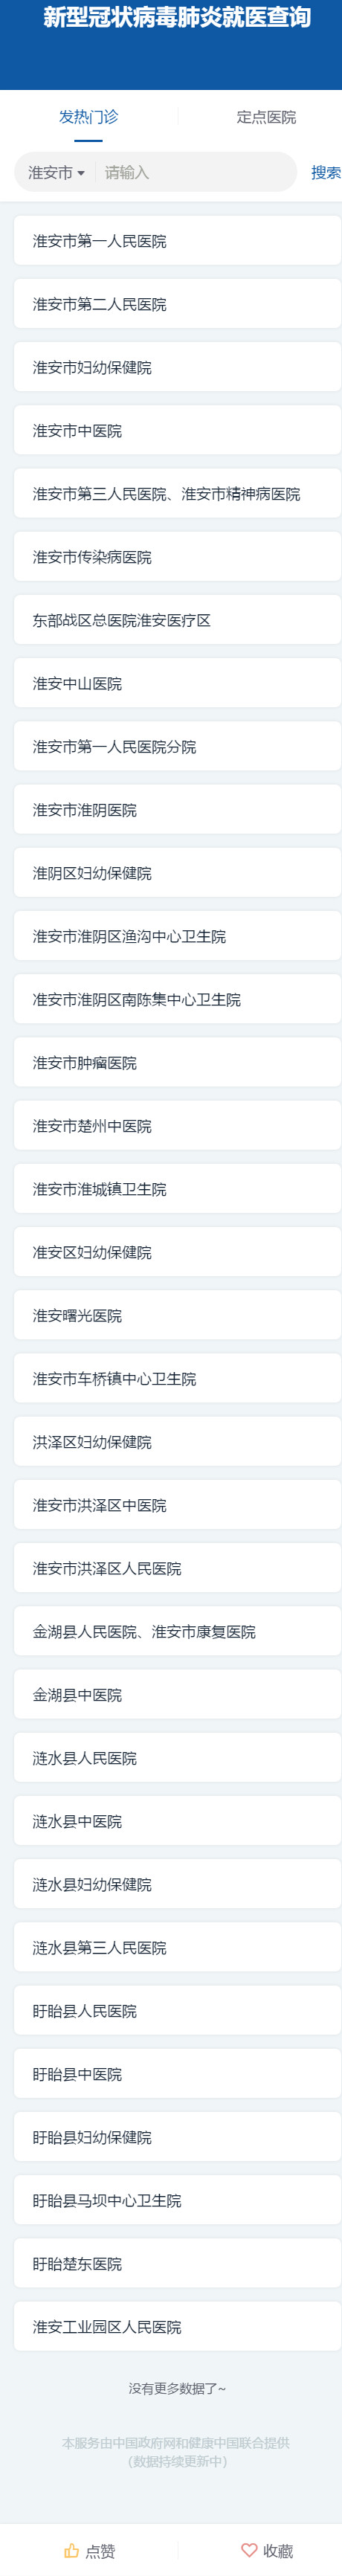 新型冠状病毒肺炎就医查询
发热门诊 定点医院
淮安市 请输入 搜索
淮安市第一人民医院
淮安市第二人民医院
淮安市妇幼保健院
淮安市中医院
淮安市第三人民医院、淮安市精神病医院
淮安市传染病医院
东部战区总医院淮安医疗区
淮安中山医院
淮安市第一人民医院分院
淮安市淮阴医院
淮阴区妇幼保健院
淮安市淮阴区渔沟中心卫生院
准安市淮阴区南陈集中心卫生院
淮安市肿瘤医院
淮安市楚州中医院
淮安市淮城镇卫生院
准安区妇幼保健院
淮安曙光医院
淮安市车桥镇中心卫生院
洪泽区妇幼保健院
淮安市洪泽区中医院
淮安市洪泽区人民医院
金湖县人民医院、淮安市康复医院
金湖县中医院
涟水县人民医院
涟水县中医院
涟水县妇幼保健院
涟水县第三人民医院
盱眙县人民医院
盱眙县中医院
盱眙县妇幼保健院
盱眙县马坝中心卫生院
盱眙楚东医院
淮安工业园区人民医院
没有更多数据了~
本服务由中国政府网和健康中国联合提供
(数据持续更新中)
点赞 收藏